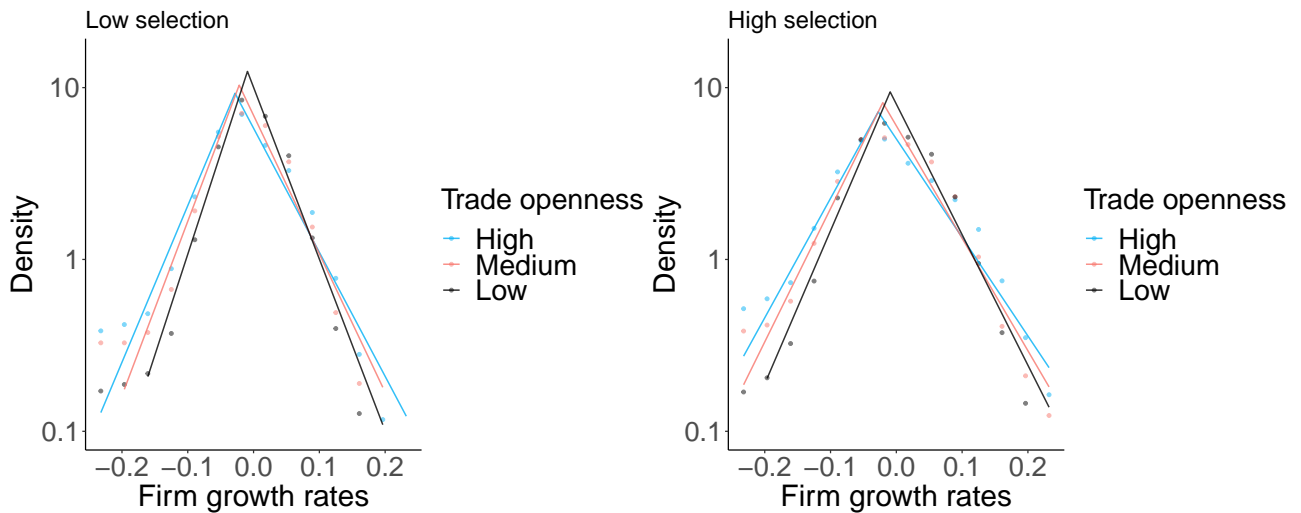 Low selection
10
1
0.1
Density
−0.2 −0.1 0.0 0.1 0.2
Firm growth rates
Trade openness
High
Medium
Low
High selection
10
1
0.1
Density
−0.2 −0.1 0.0 0.1 0.2
Firm growth rates
Trade openness
High
Medium
Low